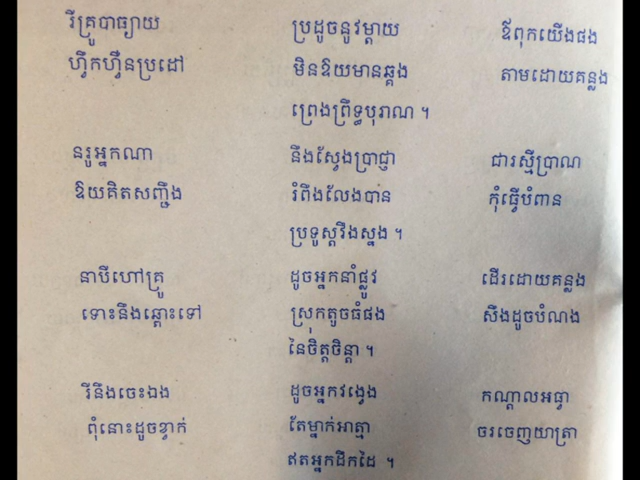 រីគ្រូបាធ្យាយ ប្រដូចនូវម្ដាយ ឪពុកយើងផង
ហ្វឹកហ្វឺនប្រដៅ មិនឱយមានឆ្គង តាមដោយគន្លង
ព្រេងព្រឹទ្ធបុរាណ ។
នរូអ្នកណា នឹងស្វែងប្រាជ្ញា ជារស្មីប្រាណ
ឱយគិតសញ្ជឹង រំពឹងលែងបាន កុំធ្វើបំពាន
ប្រទូស្តវឹងស្នង ។
នាបីហៅគ្រូ ដូចអ្នកនាំផ្លូវ ដើរដោយគន្លង
ទោះនឹងឆ្ពោះទៅ ស្រុកតូចធំផង សឹងដូចបំណង
នៃចិត្តចិន្តា ។
រីនឹងចេះឯង ដូចអ្នកវង្វេង កណ្ដាលអធ្វា
ពុំនោះដូចខ្វាក់ តែម្នាក់អាត្មា ចរចេញយាត្រា
ឥតអ្នកដឹកដៃ ។